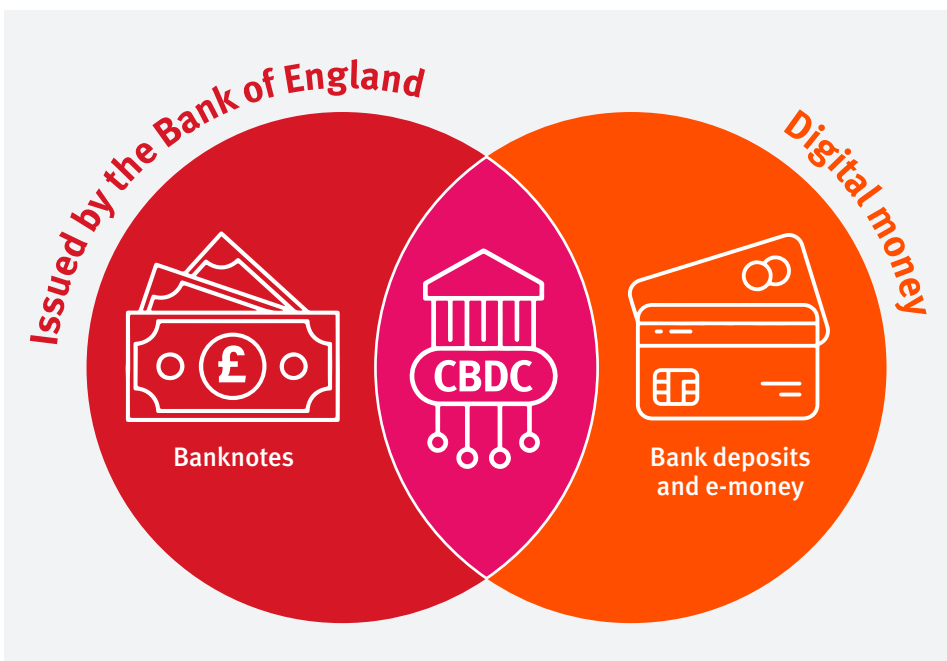 Issued by the Bank of England
Digital money
£
Banknotes
CBDC
Bank deposits
and e-money